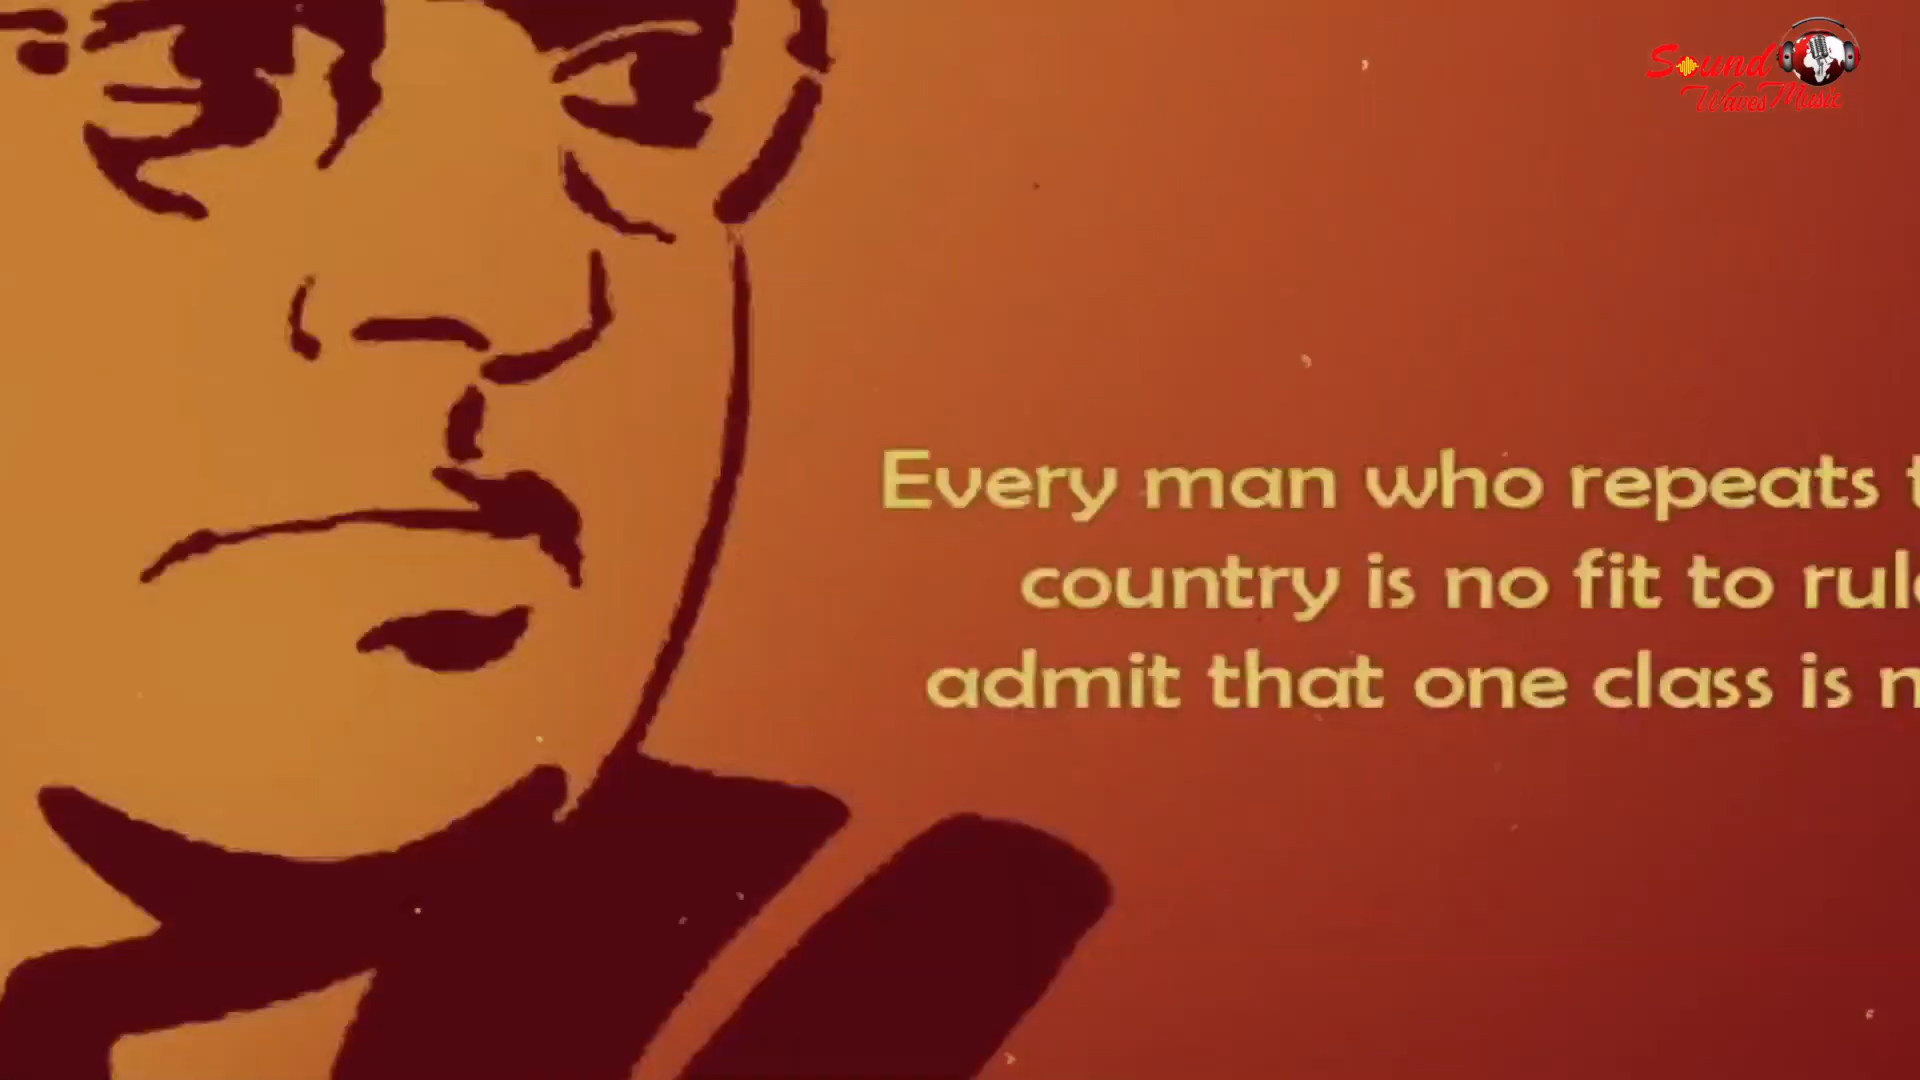 Sound
Waves Music
Every man who repeats
country is no fit to
admit that one class is